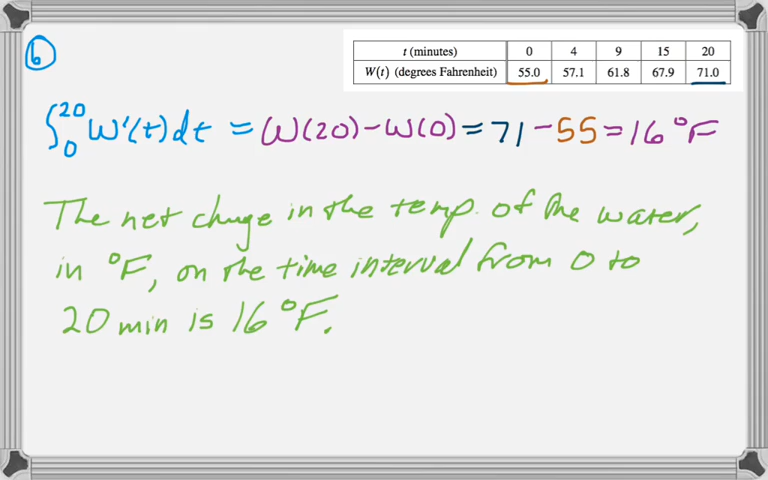 b
t (minutes) 0 4 9 15 20
W(t) (degrees Fahrenheit) 55.0 57.1 61.8 67.9 71.0
∫₀²⁰ W'(t)dt = W(20)-W(0) = 71 - 55 = 16°F
The net chnge in the temp. of the water,
in °F, on the time interval from 0 to
20 min is 16°F.